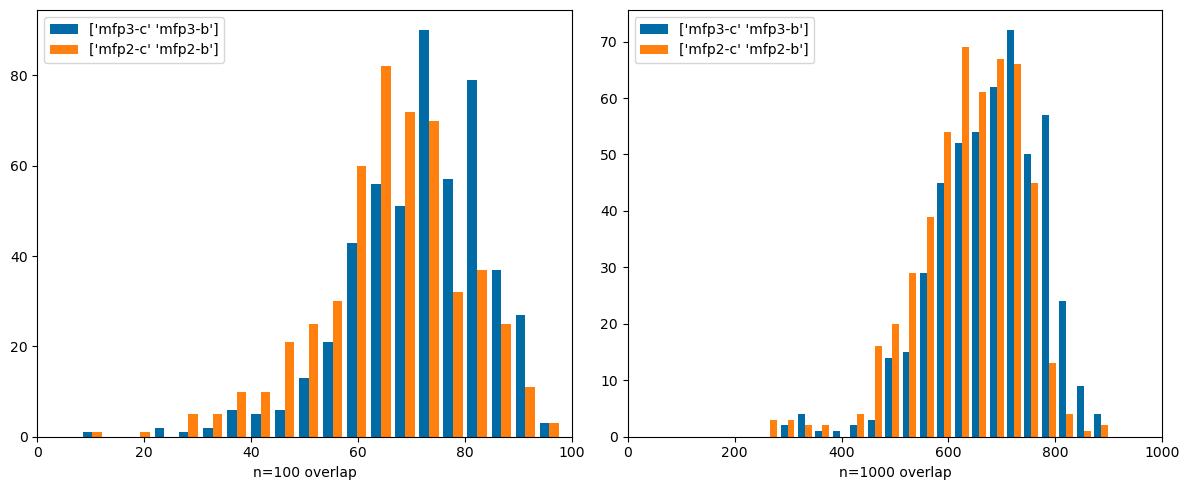 ['mfp3-c' 'mfp3-b']
['mfp2-c' 'mfp2-b']
80
60
40
20
0
0 20 40 60 80 100
n=100 overlap
['mfp3-c' 'mfp3-b']
['mfp2-c' 'mfp2-b']
70
60
50
40
30
20
10
0
0 200 400 600 800 1000
n=1000 overlap